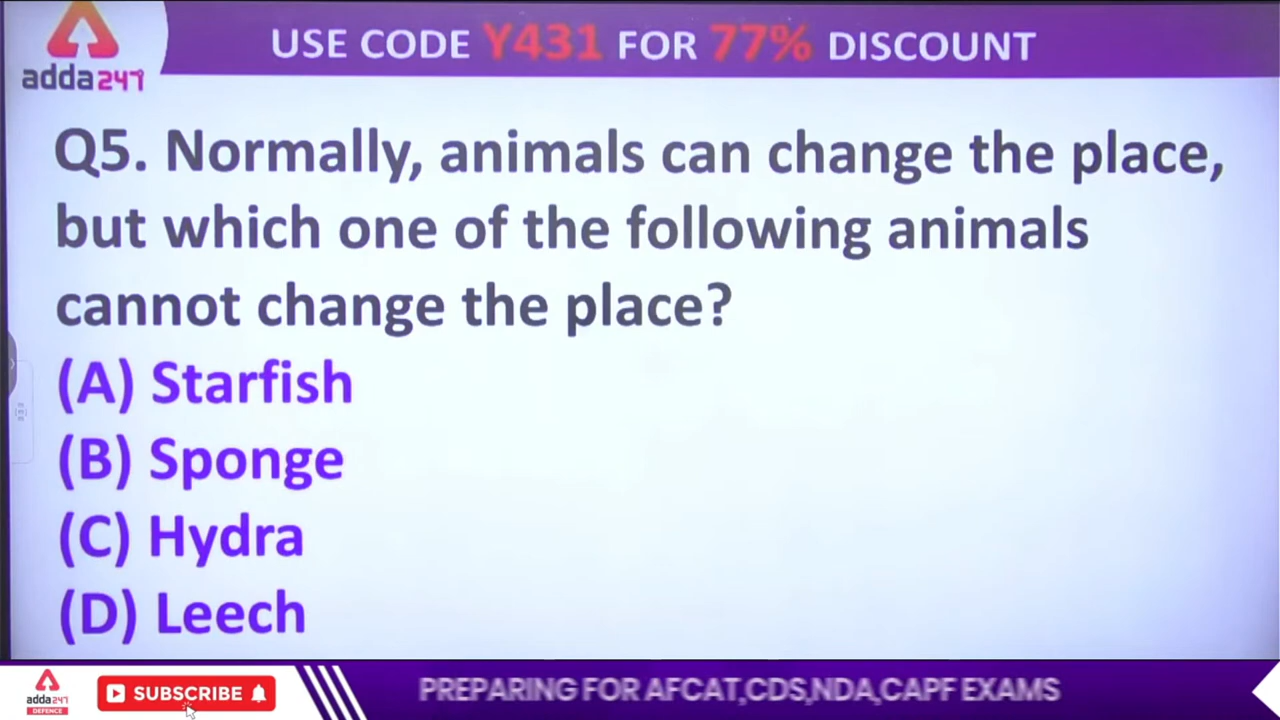 USE CODE Y431 FOR 77% DISCOUNT
adda247
Q5. Normally, animals can change the place,
but which one of the following animals
cannot change the place?
(A) Starfish
(B) Sponge
(C) Hydra
(D) Leech
adda247
DEFENCE
SUBSCRIBE
PREPARING FOR AFCAT,CDS,NDA,CAPF EXAMS